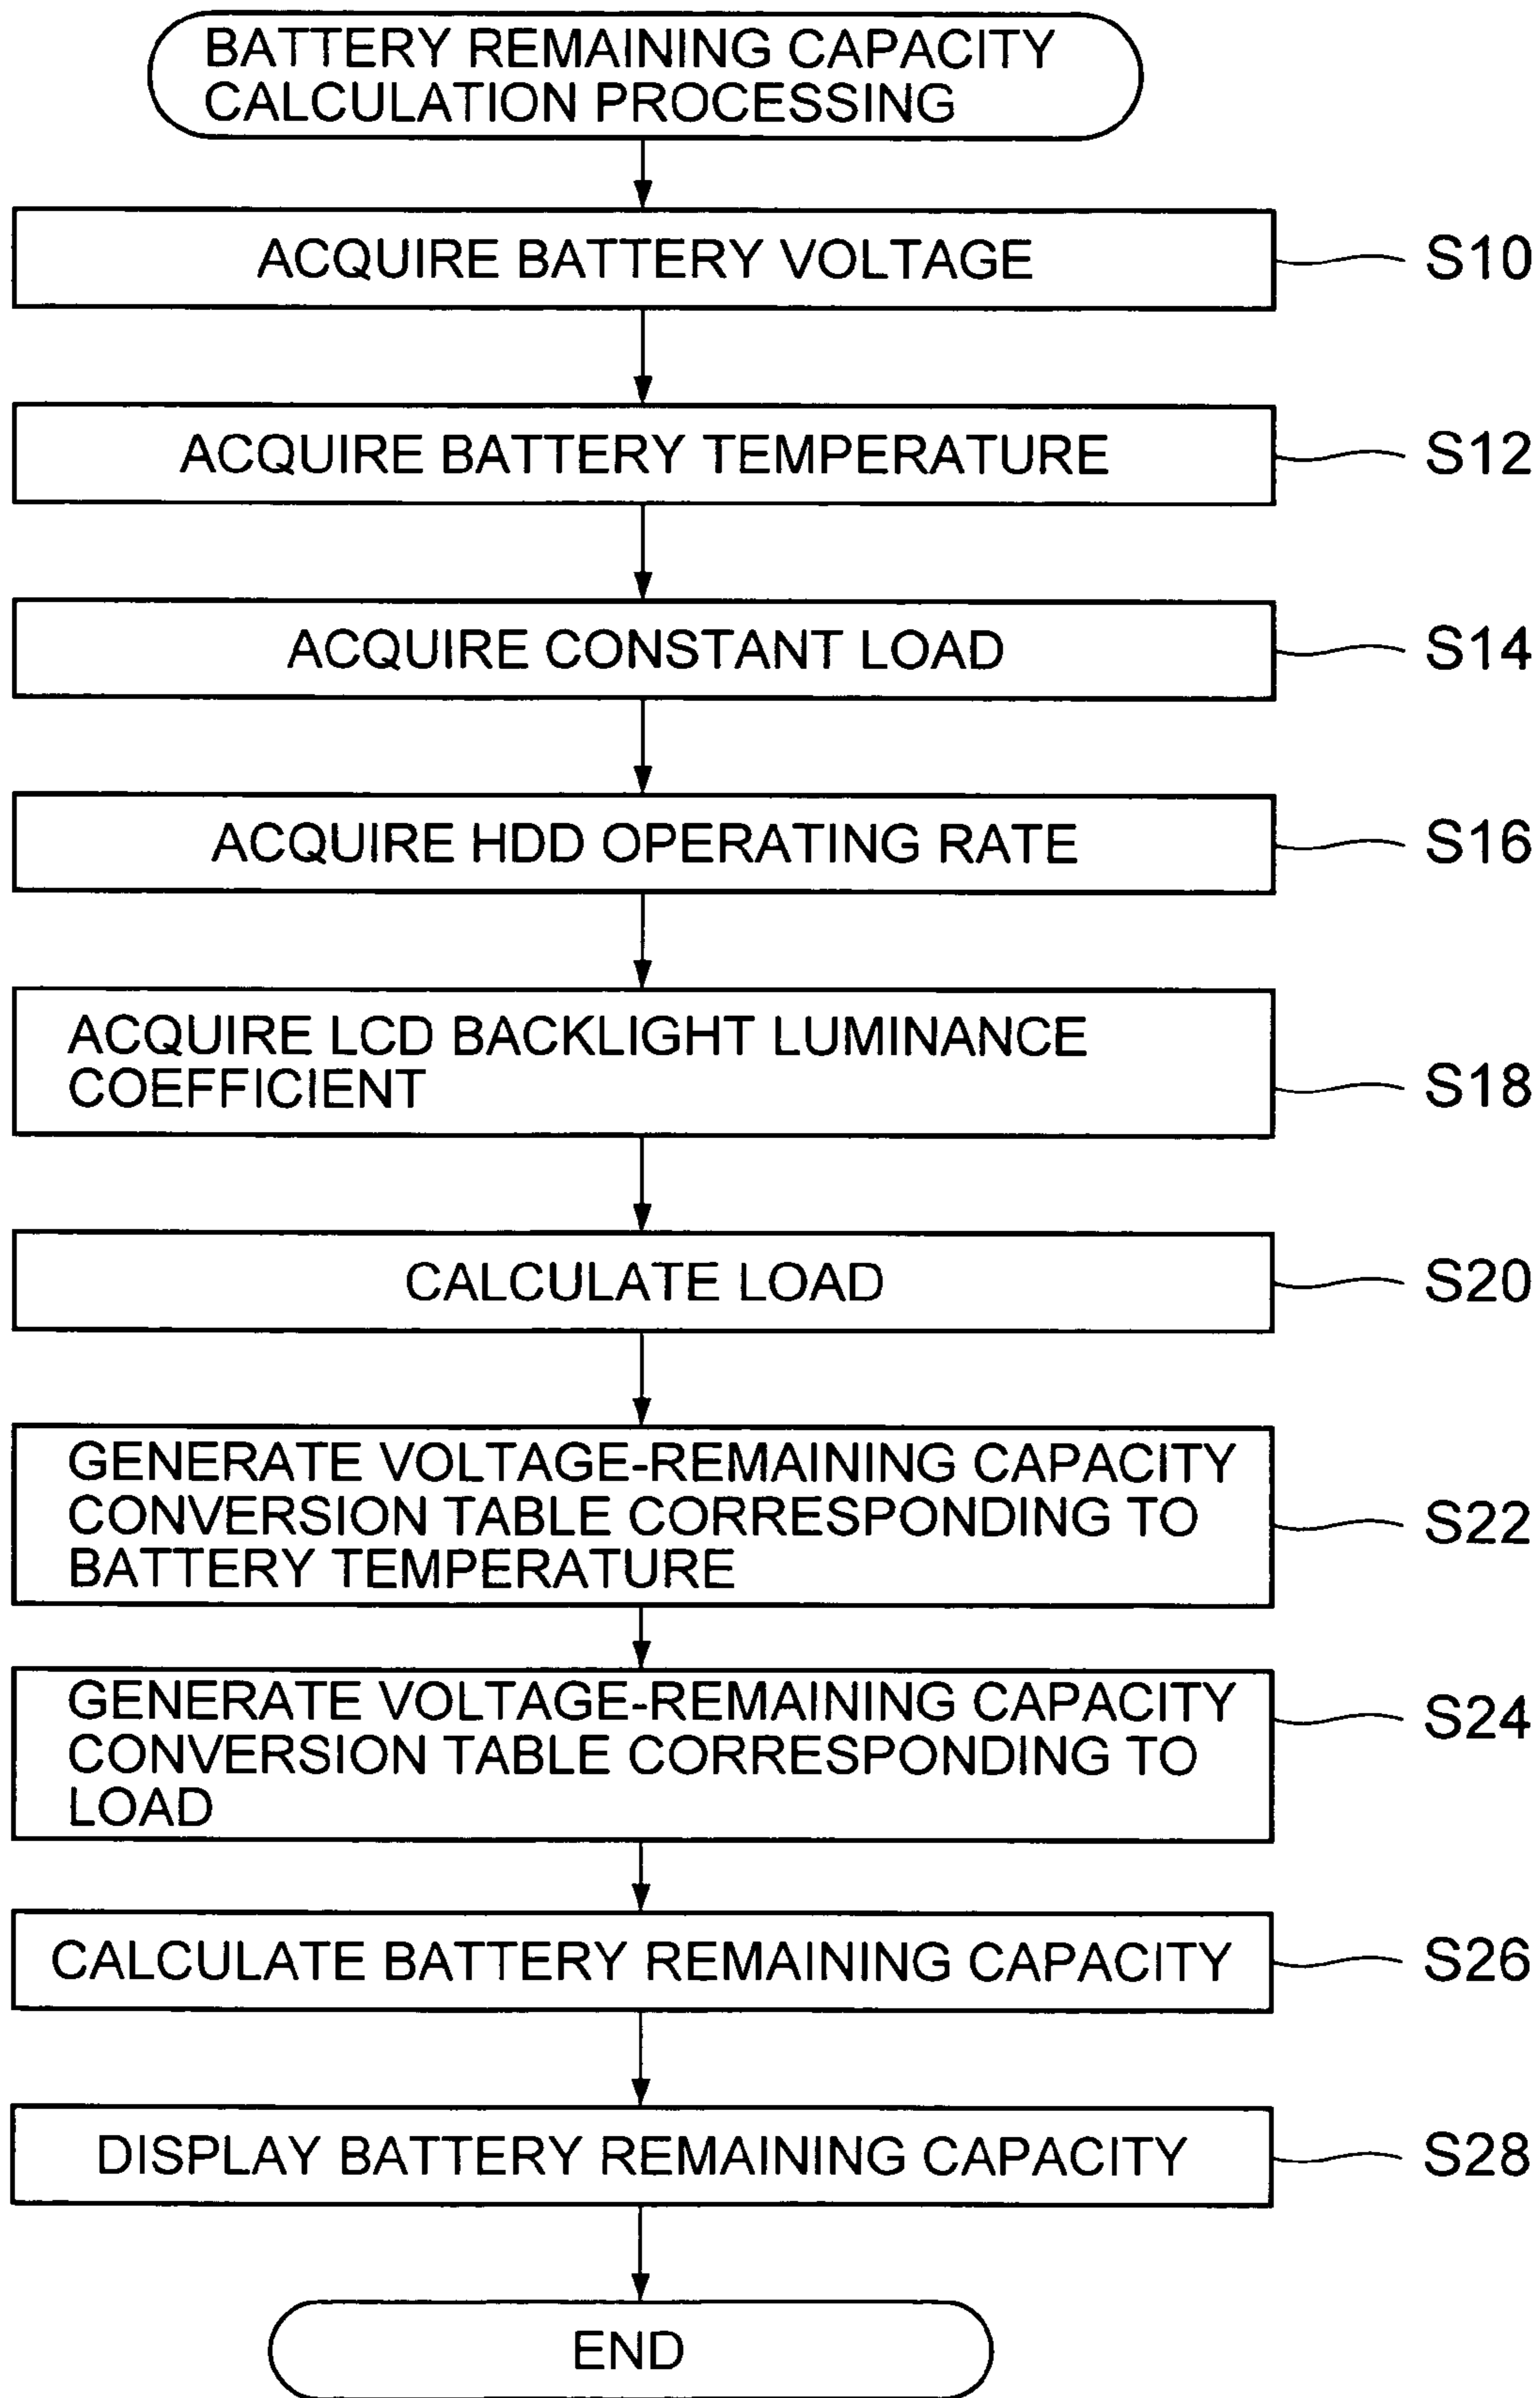 BATTERY REMAINING CAPACITY
CALCULATION PROCESSING
ACQUIRE BATTERY VOLTAGE
S10
ACQUIRE BATTERY TEMPERATURE
S12
ACQUIRE CONSTANT LOAD
S14
ACQUIRE HDD OPERATING RATE
S16
ACQUIRE LCD BACKLIGHT LUMINANCE
COEFFICIENT
S18
CALCULATE LOAD
S20
GENERATE VOLTAGE-REMAINING CAPACITY
CONVERSION TABLE CORRESPONDING TO
BATTERY TEMPERATURE
S22
GENERATE VOLTAGE-REMAINING CAPACITY
CONVERSION TABLE CORRESPONDING TO
LOAD
S24
CALCULATE BATTERY REMAINING CAPACITY
S26
DISPLAY BATTERY REMAINING CAPACITY
S28
END